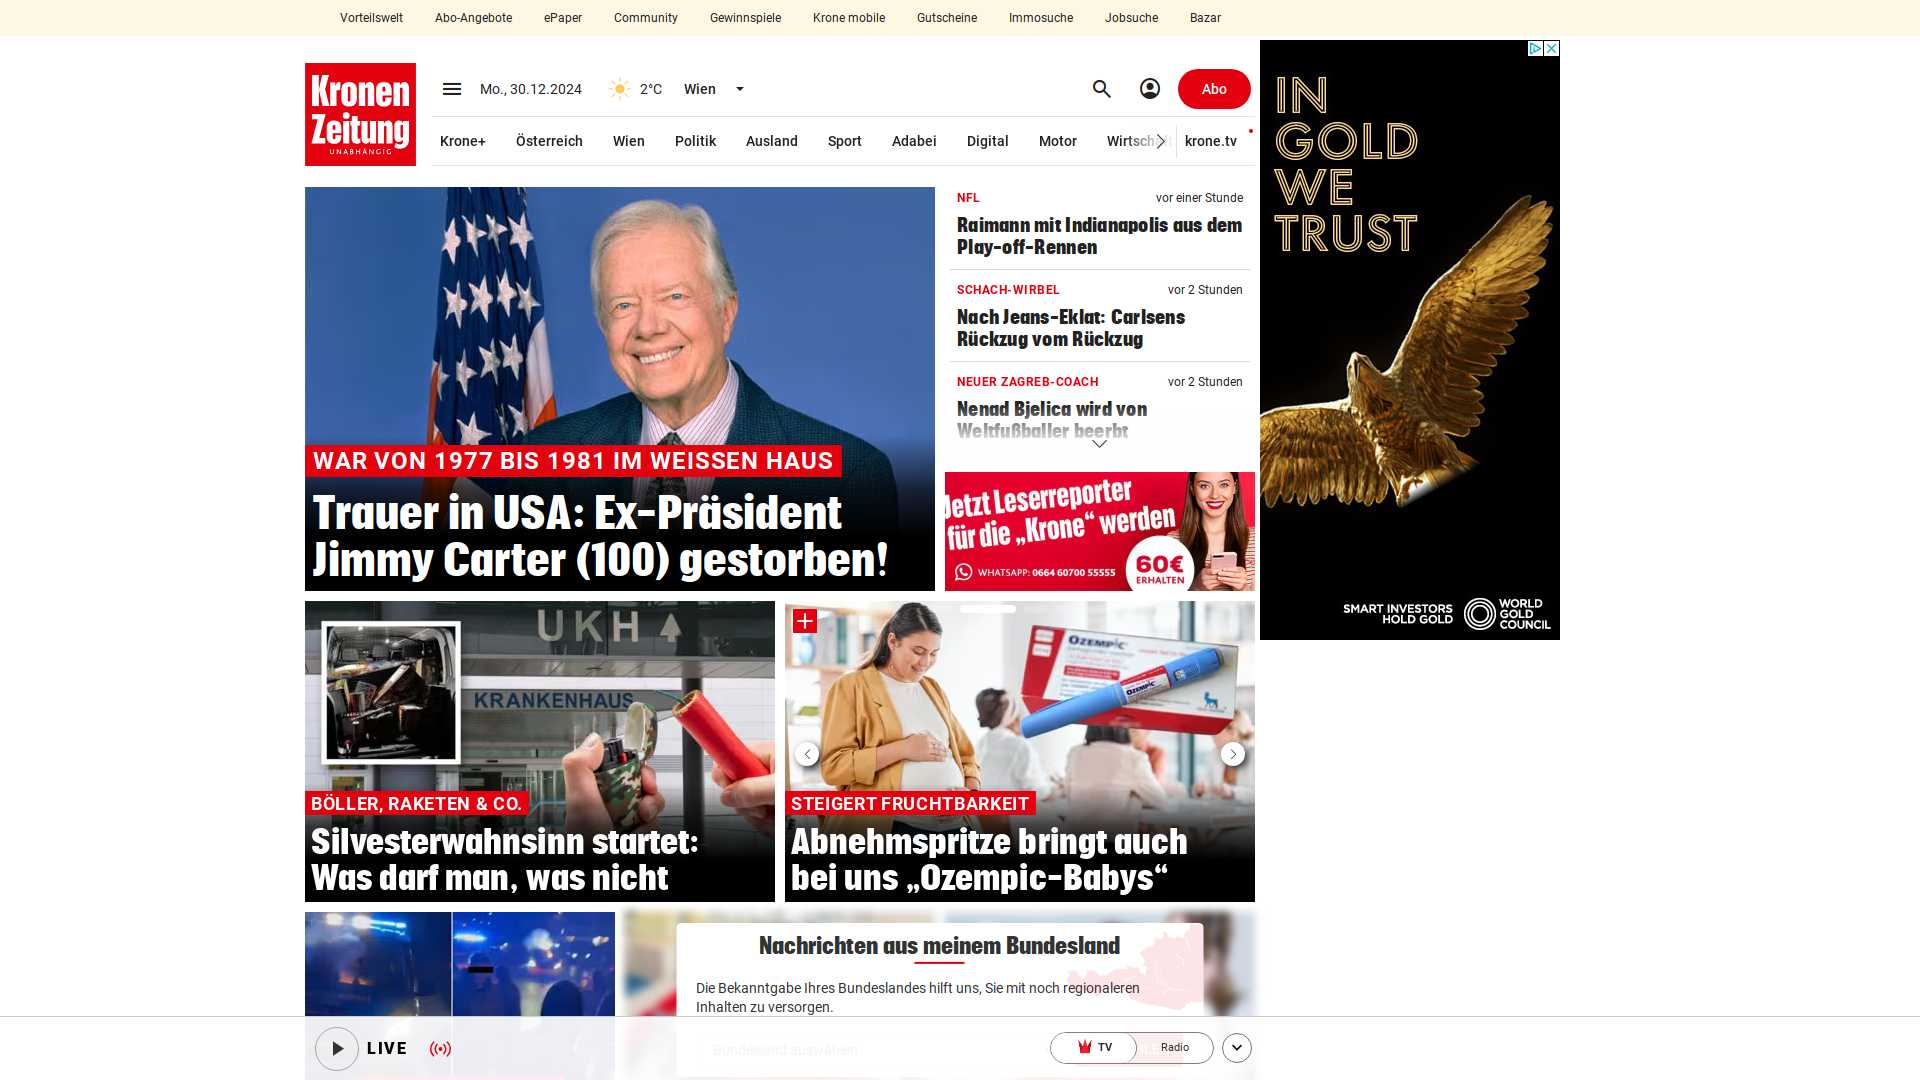 Vorteilswelt Abo-Angebote ePaper Community Gewinnspiele Krone mobile Gutscheine Immosuche Jobsuche Bazar
Kronen
Zeitung
UNABHÄNGIG
Mo., 30.12.2024 2°C Wien
Abo
Krone+ Österreich Wien Politik Ausland Sport Adabei Digital Motor krone.tv
WAR VON 1977 BIS 1981 IM WEISSEN HAUS
Trauer in USA: Ex-Präsident
Jimmy Carter (100) gestorben!
NFL vor einer Stunde
Raimann mit Indianapolis aus dem
Play-off-Rennen
SCHACH-WIRBEL vor 2 Stunden
Nach Jeans-Eklat: Carlsens
Rückzug vom Rückzug
NEUER ZAGREB-COACH vor 2 Stunden
Nenad Bjelica wird von
Weltfußballer beerbt
Jetzt Leserreporter
für die „Krone“ werden
WHATSAPP: 0664 60700 55555
60€
ERHALTEN
IN
GOLD
WE
TRUST
SMART INVESTORS
HOLD GOLD
WORLD
GOLD
COUNCIL
UKH
KRANKENHAUS
BÖLLER, RAKETEN & CO.
Silvesterwahnsinn startet:
Was darf man, was nicht
OZEMPIC
OZEMPIC
STEIGERT FRUCHTBARKEIT
Abnehmspritze bringt auch
bei uns „Ozempic-Babys“
Nachrichten aus meinem Bundesland
Die Bekanntgabe Ihres Bundeslandes hilft uns, Sie mit noch regionaleren
Inhalten zu versorgen.
Bundesland auswählen
LIVE
TV Radio